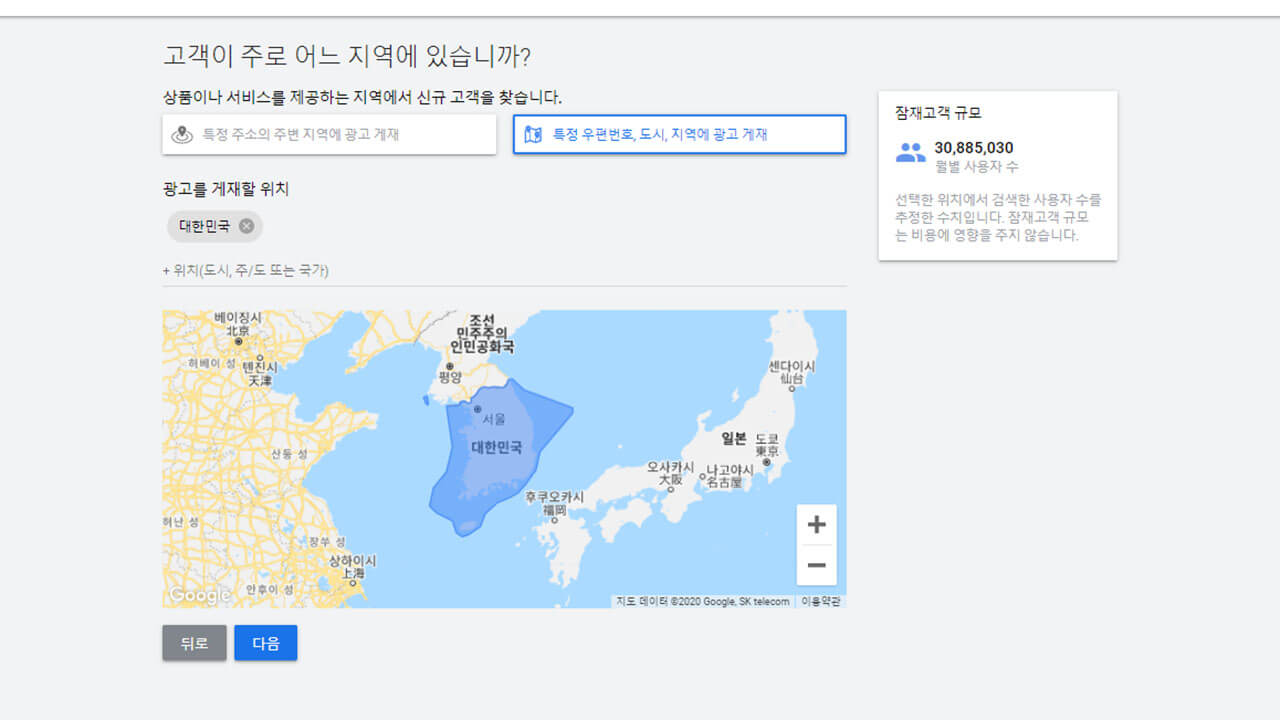 고객이 주로 어느 지역에 있습니까?
상품이나 서비스를 제공하는 지역에서 신규 고객을 찾습니다.
특정 주소의 주변 지역에 광고 게재
특정 우편번호, 도시, 지역에 광고 게재
잠재고객 규모
30,885,030
월별 사용자 수
선택한 위치에서 검색한 사용자 수를
추정한 수치입니다. 잠재고객 규모
는 비용에 영향을 주지 않습니다.
광고를 게재할 위치
대한민국
+ 위치(도시, 주/도 또는 국가)
베이징시
北京
허베이 성
톈진시
天津
조선
민주주의
인민공화국
평양
서울
대한민국
산둥 성
센다이시
仙台
일본
도쿄
東京
오사카시
大阪
나고야시
名古屋
후쿠오카시
福岡
허난 성
장쑤 성
상하이시
上海
안후이 성
Google
+
−
지도 데이터 ©2020 Google, SK telecom
이용약관
뒤로
다음